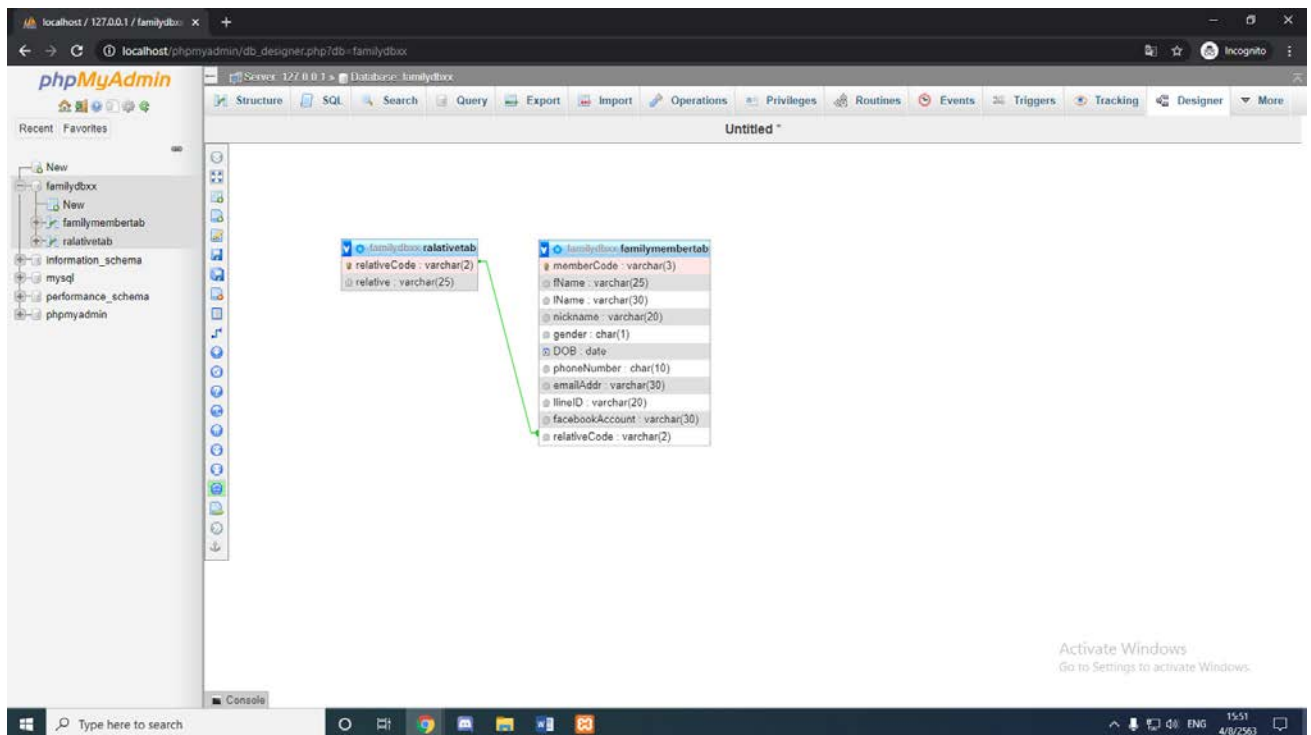 localhost / 127.0.0.1 / familydbx
localhost/phpmyadmin/db_designer.php?db=familydbxx
Incognito
phpMyAdmin
Recent Favorites
New
familydbxx
New
familymembertab
ralativetab
information_schema
mysql
performance_schema
phpmyadmin
Server: 127.0.0.1 » Database: familydbxx
Structure SQL Search Query Export Import Operations Privileges Routines Events Triggers Tracking Designer More
Untitled *
familydbxx ralativetab
relativeCode : varchar(2)
relative : varchar(25)
familydbxx familymembertab
memberCode : varchar(3)
fName : varchar(25)
lName : varchar(30)
nickname : varchar(20)
gender : char(1)
DOB : date
phoneNumber : char(10)
emailAddr : varchar(30)
llineID : varchar(20)
facebookAccount : varchar(30)
relativeCode : varchar(2)
Activate Windows
Go to Settings to activate Windows.
Console
Type here to search
ENG
15:51
4/8/2563